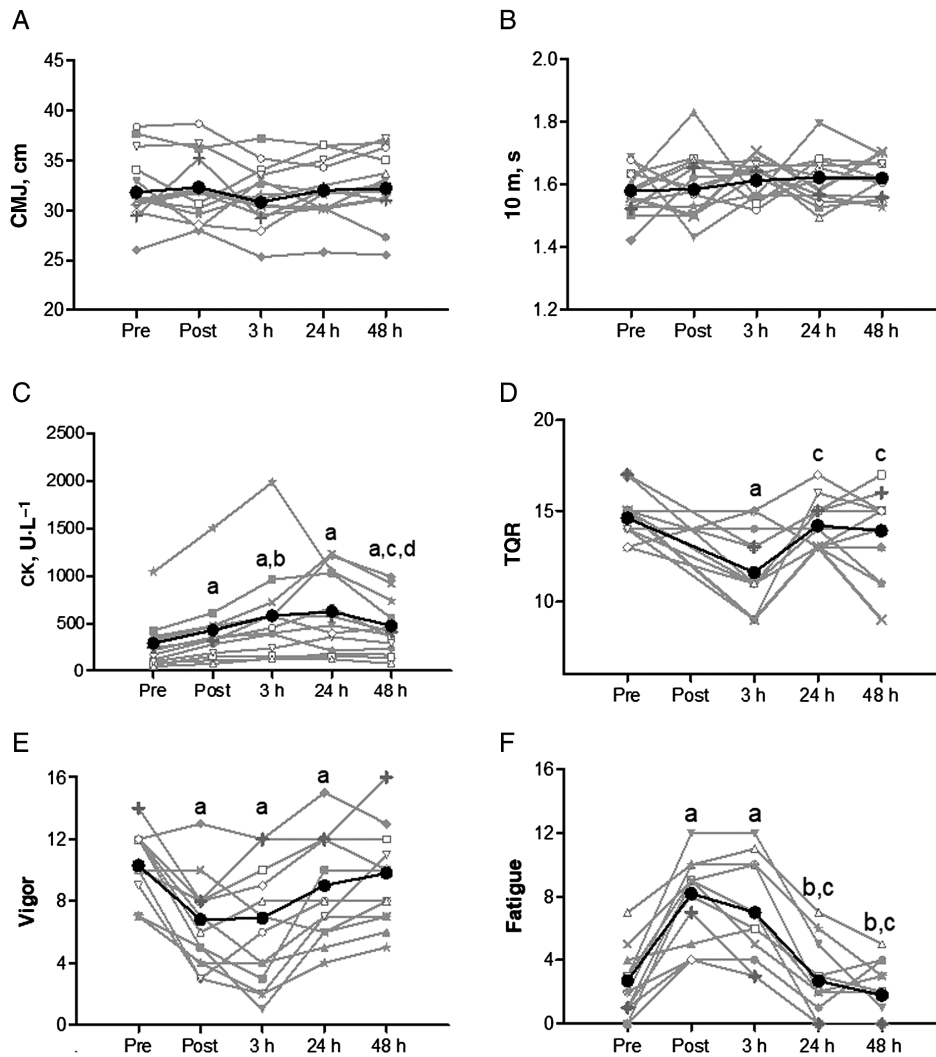 A
CMJ, cm
45
40
35
30
25
20
Pre Post 3 h 24 h 48 h
B
10 m, s
2.0
1.8
1.6
1.4
1.2
Pre Post 3 h 24 h 48 h
C
CK, U·L−1
2500
2000
1500
1000
500
0
a a,b a a,c,d
Pre Post 3 h 24 h 48 h
D
TQR
20
15
10
a c c
Pre Post 3 h 24 h 48 h
E
Vigor
16
12
8
4
0
a a a
Pre Post 3 h 24 h 48 h
F
Fatigue
16
12
8
4
0
a a b,c b,c
Pre Post 3 h 24 h 48 h